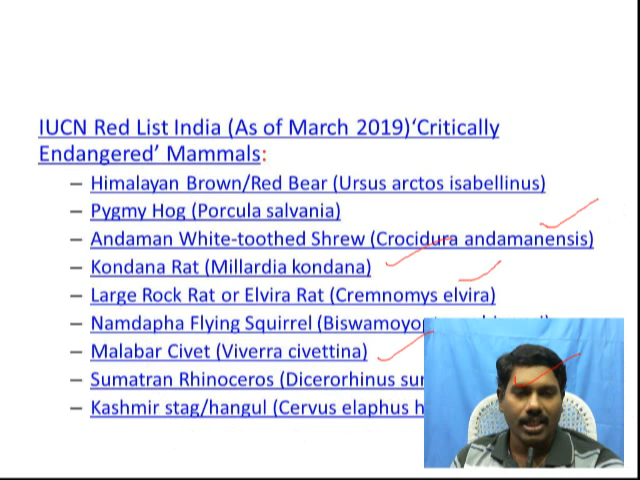 IUCN Red List India (As of March 2019)‘Critically
Endangered’ Mammals:
– Himalayan Brown/Red Bear (Ursus arctos isabellinus)
– Pygmy Hog (Porcula salvania)
– Andaman White-toothed Shrew (Crocidura andamanensis)
– Kondana Rat (Millardia kondana)
– Large Rock Rat or Elvira Rat (Cremnomys elvira)
– Namdapha Flying Squirrel
– Malabar Civet (Viverra civettina)
– Sumatran Rhinoceros (Dicerorhinus
– Kashmir stag/hangul (Cervus elaphus